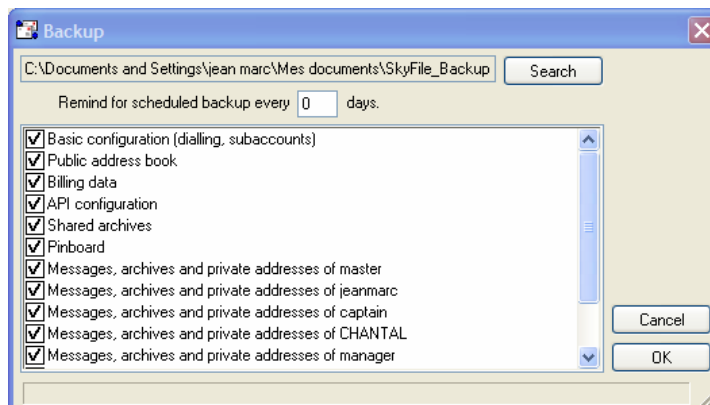 Backup
C:\Documents and Settings\jean marc\Mes documents\SkyFile_Backup
Search
Remind for scheduled backup every 0 days.
Basic configuration (dialling, subaccounts)
Public address book
Billing data
API configuration
Shared archives
Pinboard
Messages, archives and private addresses of master
Messages, archives and private addresses of jeanmarc
Messages, archives and private addresses of captain
Messages, archives and private addresses of CHANTAL
Messages, archives and private addresses of manager
Cancel
OK